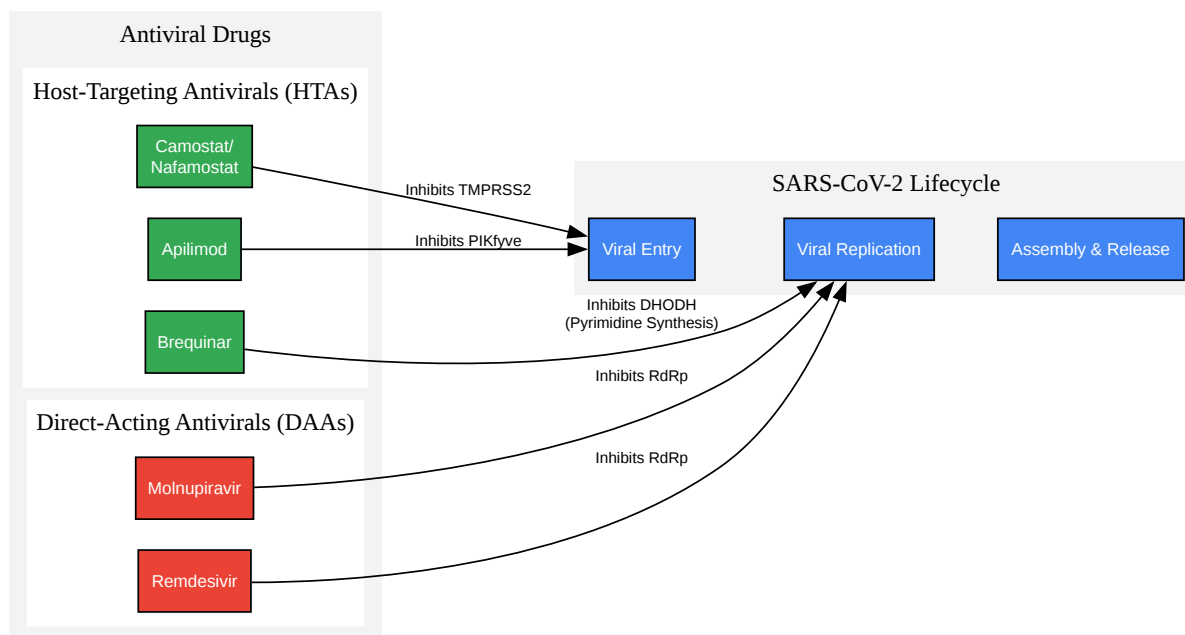 Antiviral Drugs
Host-Targeting Antivirals (HTAs)
Camostat/
Nafamostat
Apilimod
Brequinar
Direct-Acting Antivirals (DAAs)
Molnupiravir
Remdesivir
Inhibits TMPRSS2
Inhibits PIKfyve
Inhibits DHODH
(Pyrimidine Synthesis)
Inhibits RdRp
Inhibits RdRp
SARS-CoV-2 Lifecycle
Viral Entry
Viral Replication
Assembly & Release